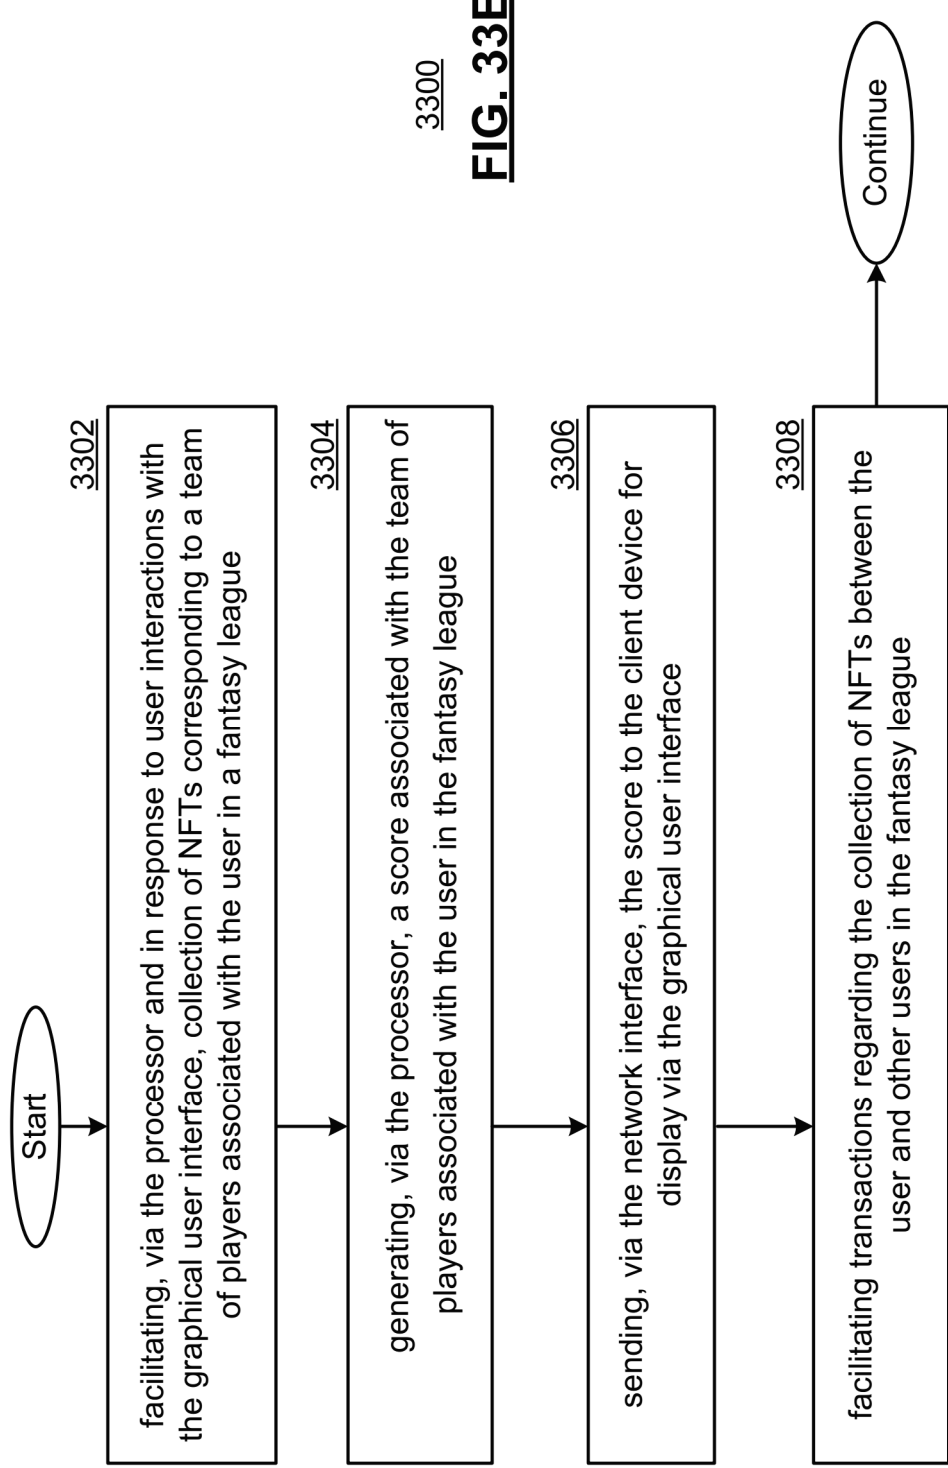 Start
3302
facilitating, via the processor and in response to user interactions with
the graphical user interface, collection of NFTs corresponding to a team
of players associated with the user in a fantasy league
3304
generating, via the processor, a score associated with the team of
players associated with the user in the fantasy league
3306
sending, via the network interface, the score to the client device for
display via the graphical user interface
3308
facilitating transactions regarding the collection of NFTs between the
user and other users in the fantasy league
Continue
3300
FIG. 33E